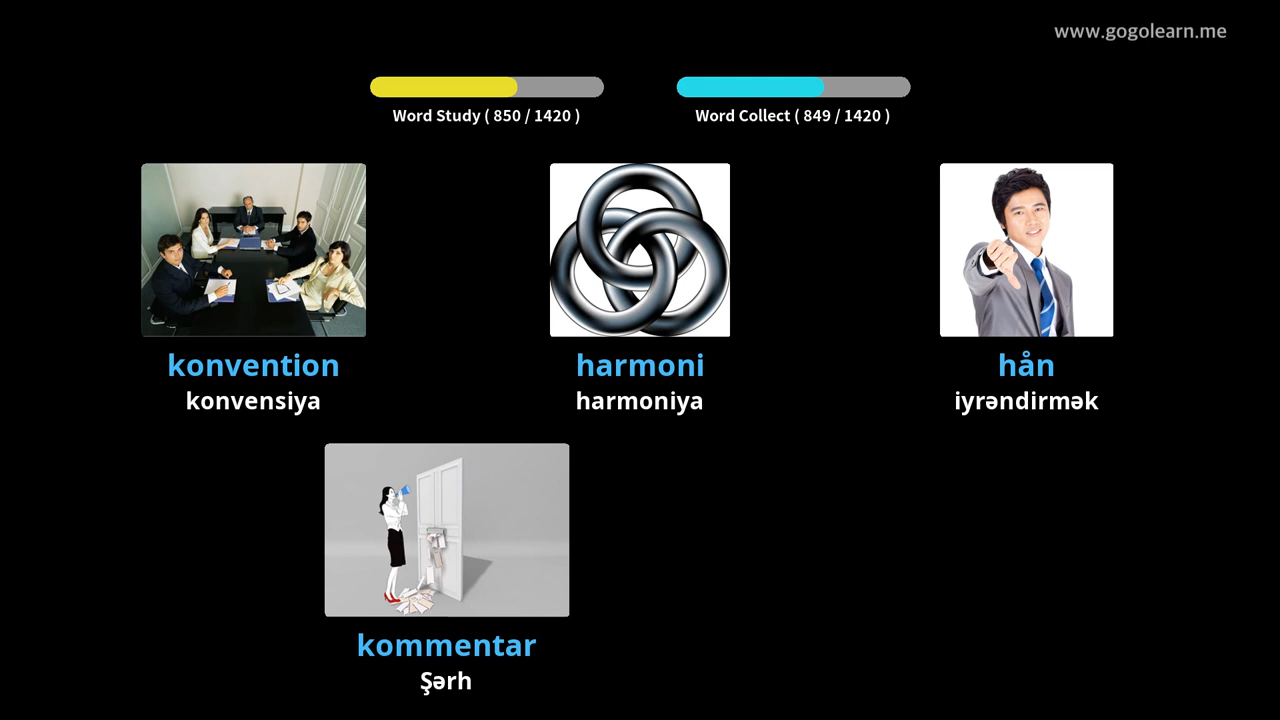 www.gogolearn.me
Word Study ( 850 / 1420 )
Word Collect ( 849 / 1420 )
konvention
konvensiya
harmoni
harmoniya
hån
iyrəndirmək
kommentar
Şərh